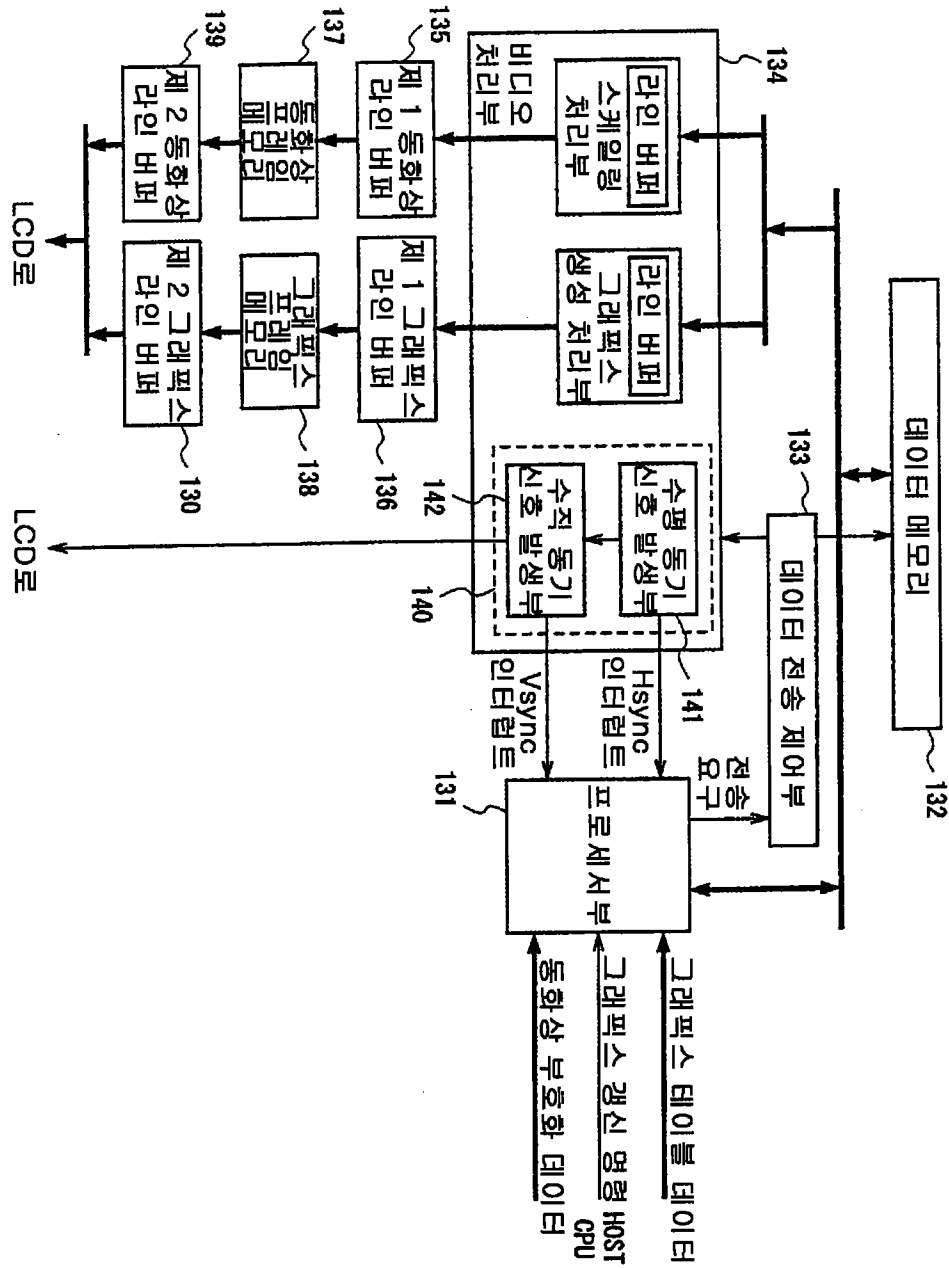 데이터 메모리
132
133
데이터 전송 제어부
134
비디오
처리부
라인 버퍼
스케일링
처리부
라인 버퍼
그래픽스
생성 처리부
수평 동기
신호 발생부
141
수직 동기
신호 발생부
142
140
Hsync
인터럽트
Vsync
인터럽트
전송
요구
131
프로세서부
그래픽스 테이블 데이터
그래픽스 갱신 명령 HOST
CPU
동화상 부호화 데이터
135
제 1 동화상
라인 버퍼
제 1 그래픽스
라인 버퍼
136
137
동화상
프레임
메모리
그래픽스
프레임
메모리
138
139
제 2 동화상
라인 버퍼
제 2 그래픽스
라인 버퍼
130
LCD로
LCD로